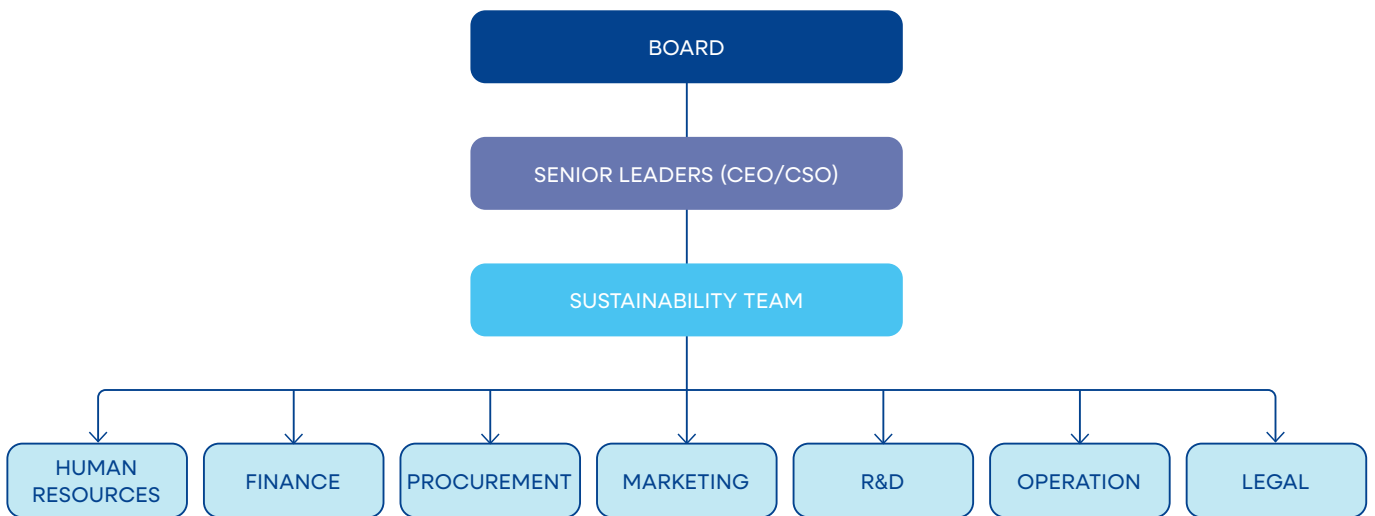 BOARD
SENIOR LEADERS (CEO/CSO)
SUSTAINABILITY TEAM
HUMAN
RESOURCES
FINANCE
PROCUREMENT
MARKETING
R&D
OPERATION
LEGAL